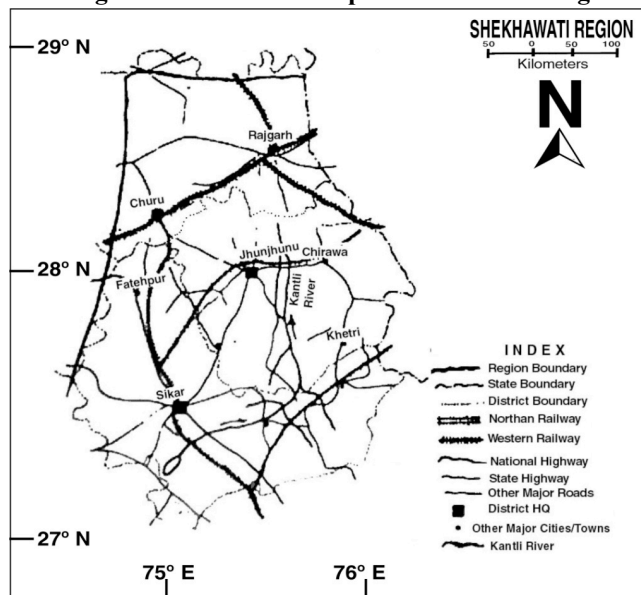 SHEKHAWATI REGION
50 0 50 100
Kilometers
N
29° N
28° N
27° N
75° E
76° E
Rajgarh
Churu
Jhunjhunu
Chirawa
Fatehpur
Kantli
River
Khetri
Sikar
INDEX
Region Boundary
State Boundary
District Boundary
Northan Railway
Western Railway
National Highway
State Highway
Other Major Roads
District HQ
Other Major Cities/Towns
Kantli River